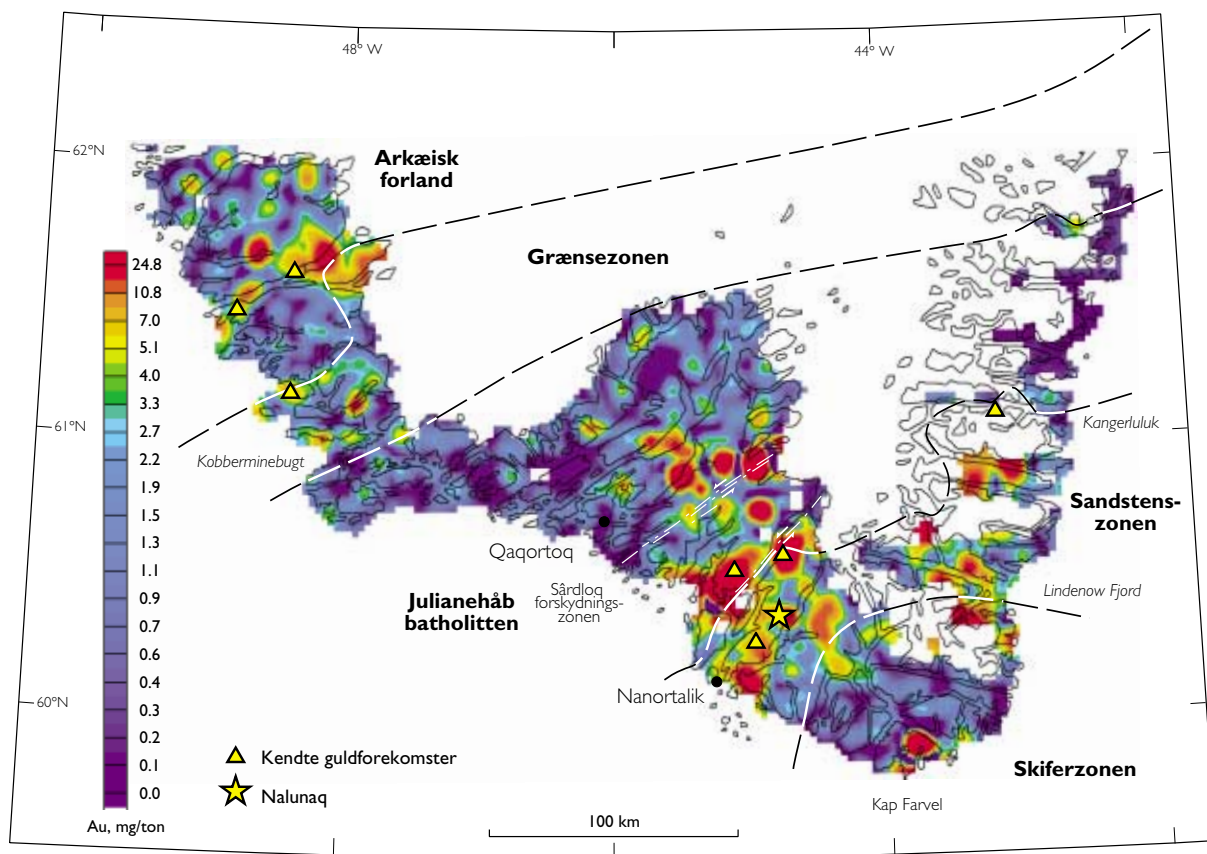 48° W
44° W
62°N
Arkæisk
forland
Grænsezonen
24.8
10.8
7.0
5.1
4.0
3.3
2.7
2.2
1.9
1.5
1.3
1.1
0.9
0.7
0.6
0.4
0.3
0.2
0.1
0.0
Au, mg/ton
61°N
Kobberminebugt
Kangerluluk
Sandstens-
zonen
Qaqortoq
Sârdloq
forskydnings-
zonen
Julianehåb
batholitten
Lindenow Fjord
60°N
Nanortalik
Kendte guldforekomster
Nalunaq
Skiferzonen
Kap Farvel
100 km